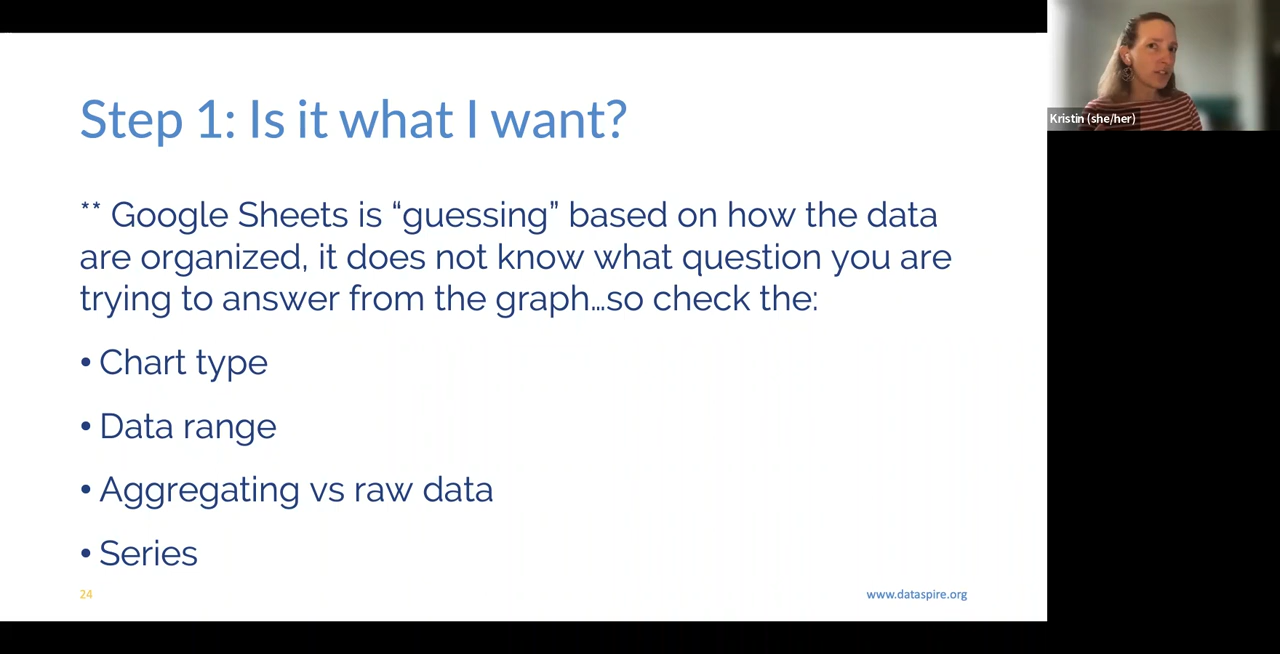 Step 1: Is it what I want?
** Google Sheets is “guessing” based on how the data
are organized, it does not know what question you are
trying to answer from the graph…so check the:
• Chart type
• Data range
• Aggregating vs raw data
• Series
24
www.dataspire.org
Kristin (she/her)